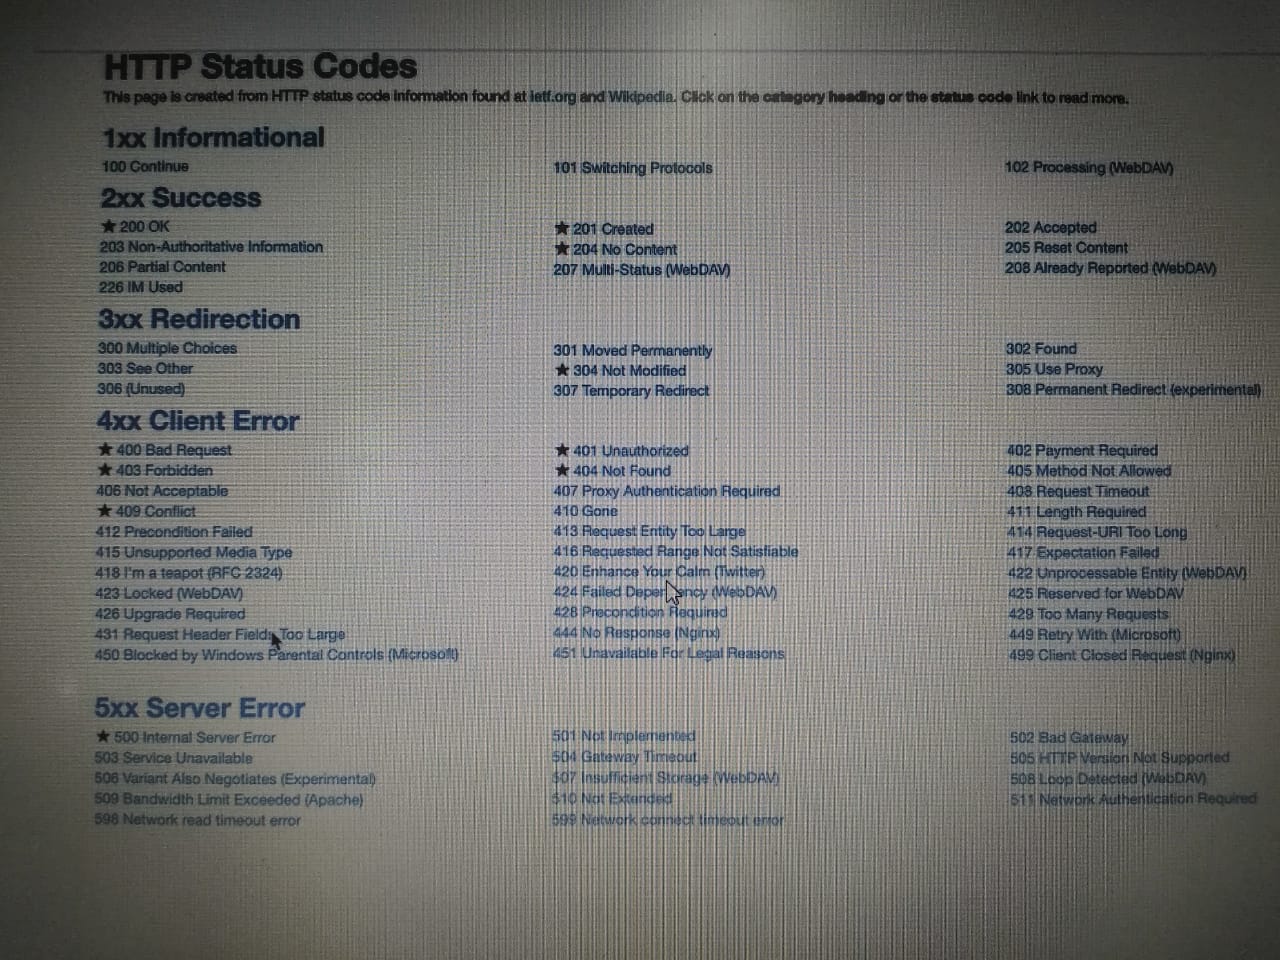 HTTP Status Codes
This page is created from HTTP status code information found at ietf.org and Wikipedia. Click on the category heading or the status code link to read more.
1xx Informational
100 Continue 101 Switching Protocols 102 Processing (WebDAV)
2xx Success
★ 200 OK ★ 201 Created 202 Accepted
203 Non-Authoritative Information ★ 204 No Content 205 Reset Content
206 Partial Content 207 Multi-Status (WebDAV) 208 Already Reported (WebDAV)
226 IM Used
3xx Redirection
300 Multiple Choices 301 Moved Permanently 302 Found
303 See Other ★ 304 Not Modified 305 Use Proxy
306 (Unused) 307 Temporary Redirect 308 Permanent Redirect (experimental)
4xx Client Error
★ 400 Bad Request ★ 401 Unauthorized 402 Payment Required
★ 403 Forbidden ★ 404 Not Found 405 Method Not Allowed
406 Not Acceptable 407 Proxy Authentication Required 408 Request Timeout
★ 409 Conflict 410 Gone 411 Length Required
412 Precondition Failed 413 Request Entity Too Large 414 Request-URI Too Long
415 Unsupported Media Type 416 Requested Range Not Satisfiable 417 Expectation Failed
418 I'm a teapot (RFC 2324) 420 Enhance Your Calm (Twitter) 422 Unprocessable Entity (WebDAV)
423 Locked (WebDAV) 424 Failed Dependency (WebDAV) 425 Reserved for WebDAV
426 Upgrade Required 428 Precondition Required 429 Too Many Requests
431 Request Header Fields Too Large 444 No Response (Nginx) 449 Retry With (Microsoft)
450 Blocked by Windows Parental Controls (Microsoft) 451 Unavailable For Legal Reasons 499 Client Closed Request (Nginx)
5xx Server Error
★ 500 Internal Server Error 501 Not Implemented 502 Bad Gateway
503 Service Unavailable 504 Gateway Timeout 505 HTTP Version Not Supported
506 Variant Also Negotiates (Experimental) 507 Insufficient Storage (WebDAV) 508 Loop Detected (WebDAV)
509 Bandwidth Limit Exceeded (Apache) 510 Not Extended 511 Network Authentication Required
598 Network read timeout error 599 Network connect timeout error